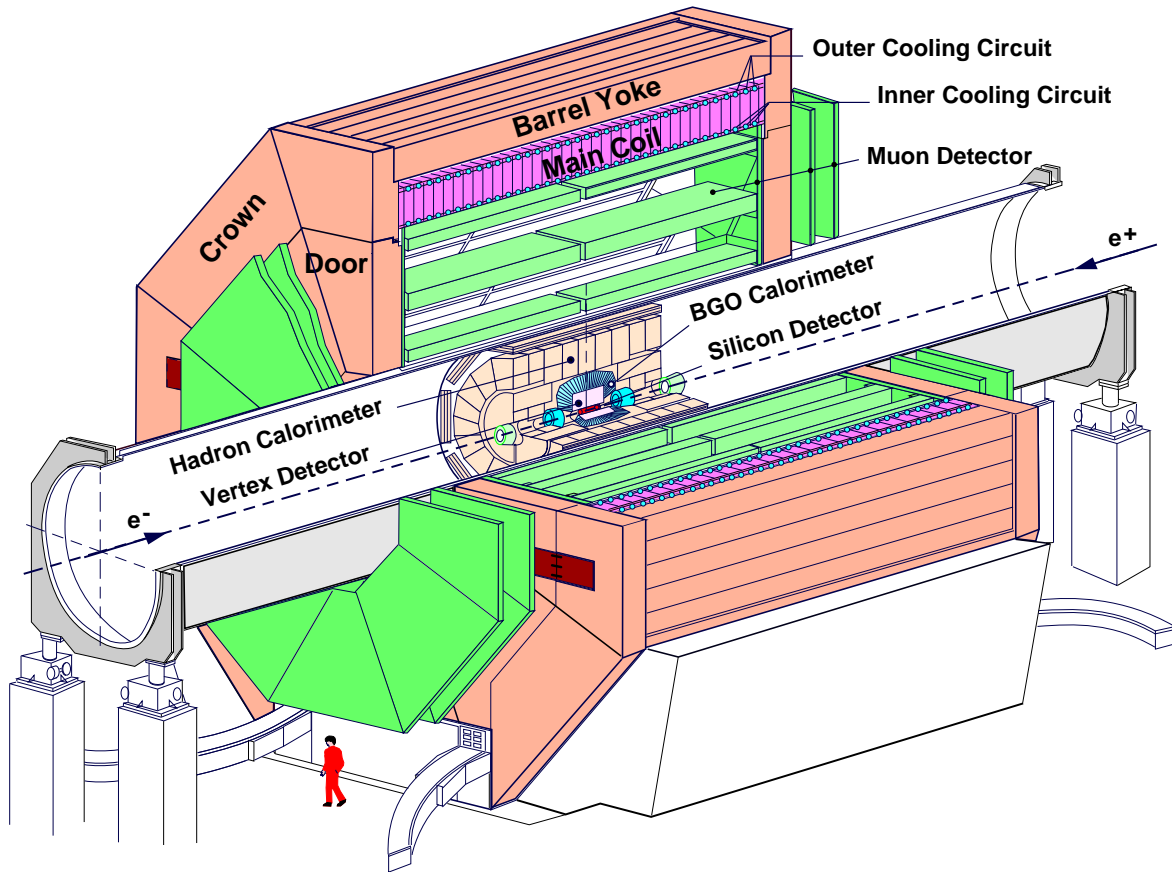 Outer Cooling Circuit
Barrel Yoke
Inner Cooling Circuit
Main Coil
Muon Detector
Crown
Door
e+
BGO Calorimeter
Silicon Detector
Hadron Calorimeter
Vertex Detector
e-